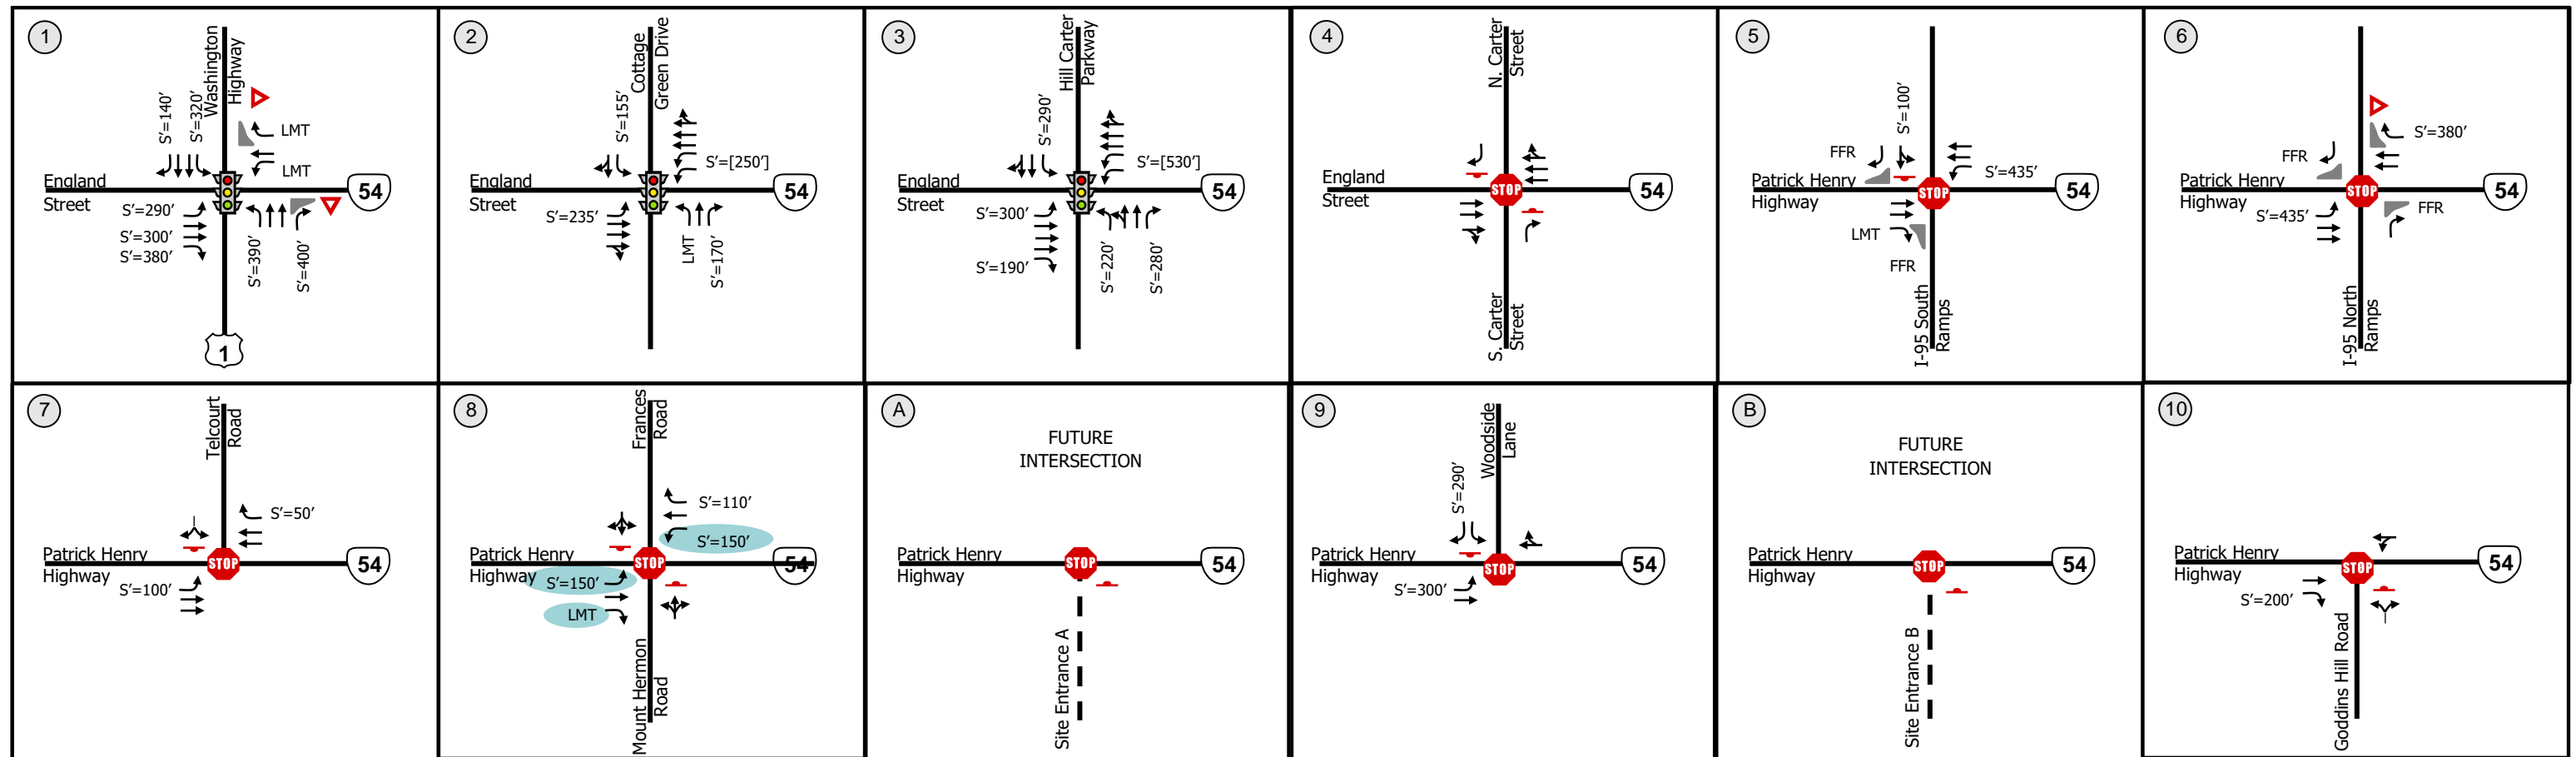 1
Washington
Highway
S'=140'
S'=320'
LMT
LMT
England
Street
54
S'=290'
S'=300'
S'=380'
S'=390'
S'=400'
1
2
Cottage
Green Drive
S'=155'
S'=[250']
England
Street
54
S'=235'
LMT
S'=170'
3
Hill Carter
Parkway
S'=290'
S'=[530']
England
Street
54
S'=300'
S'=190'
S'=220'
S'=280'
4
N. Carter
Street
England
Street
STOP
54
S. Carter
Street
5
S'=100'
FFR
S'=435'
Patrick Henry
Highway
STOP
54
LMT
FFR
I-95 South
Ramps
6
S'=380'
FFR
Patrick Henry
Highway
STOP
54
S'=435'
FFR
I-95 North
Ramps
7
Telcourt
Road
S'=50'
Patrick Henry
Highway
STOP
54
S'=100'
8
Frances
Road
S'=110'
S'=150'
Patrick Henry
Highway
STOP
54
S'=150'
LMT
Mount Hermon
Road
A
FUTURE
INTERSECTION
Patrick Henry
Highway
STOP
54
Site Entrance A
9
Woodside
Lane
S'=290'
Patrick Henry
Highway
STOP
54
S'=300'
B
FUTURE
INTERSECTION
Patrick Henry
Highway
STOP
54
Site Entrance B
10
Patrick Henry
Highway
STOP
54
S'=200'
Goddins Hill Road